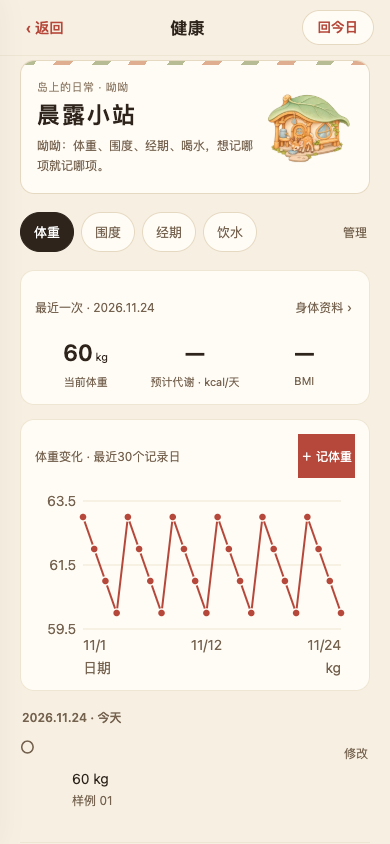 ‹ 返回
健康
回今日
岛上的日常 · 呦呦
晨露小站
呦呦：体重、围度、经期、喝水，想记哪
项就记哪项。
体重
围度
经期
饮水
管理
最近一次 · 2026.11.24
身体资料 ›
60 kg
—
—
当前体重
预计代谢 · kcal/天
BMI
体重变化 · 最近30个记录日
+ 记体重
63.5
61.5
59.5
11/1
11/12
11/24
日期
kg
2026.11.24 · 今天
修改
60 kg
样例 01